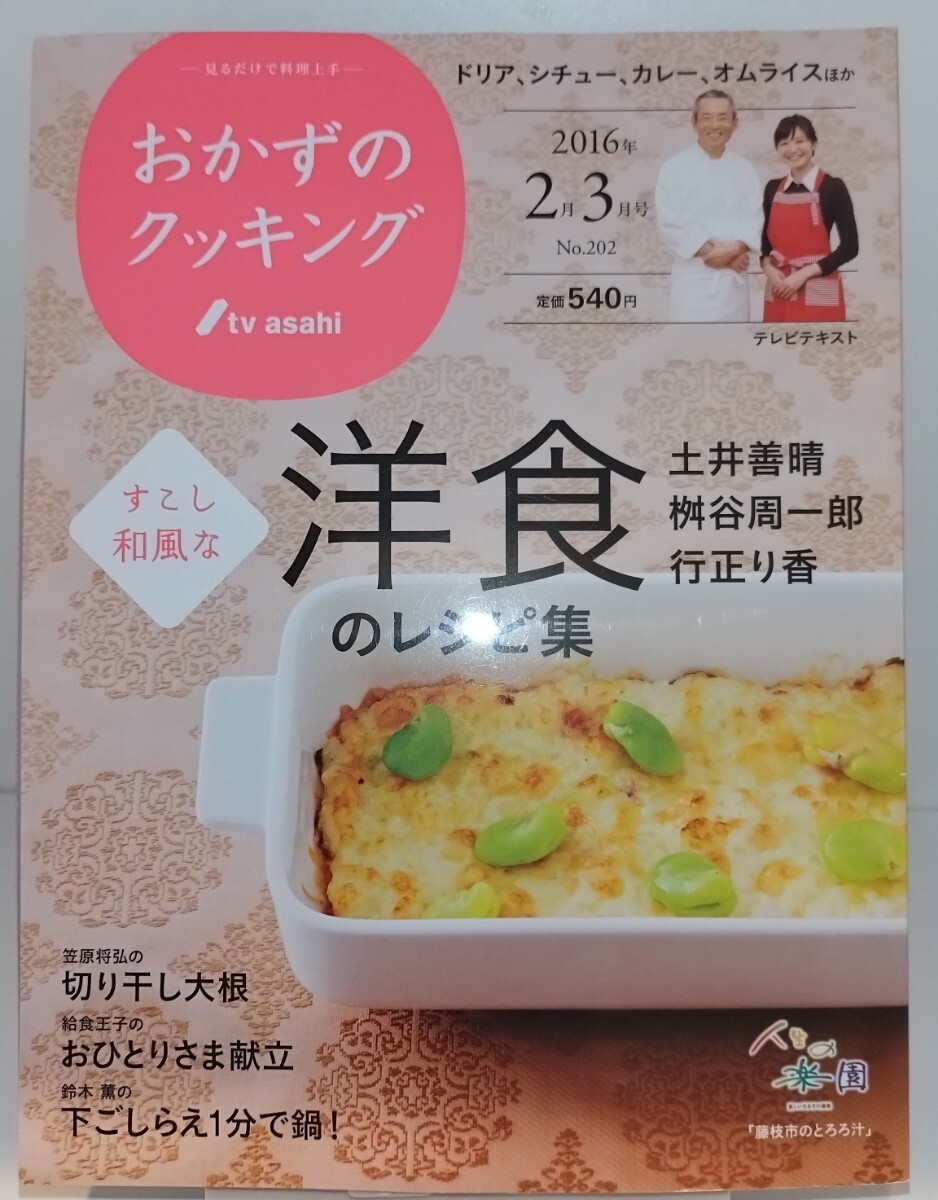 見るだけで料理上手
おかずの
クッキング
tv asahi
ドリア、シチュー、カレー、オムライスほか
2016年
2月3月号
No.202
定価540円
テレビテキスト
すこし
和風な
洋食
のレシピ集
土井善晴
桝谷周一郎
行正り香
笠原将弘の
切り干し大根
給食王子の
おひとりさま献立
鈴木 薫の
下ごしらえ1分で鍋!
人生の
楽園
「藤枝市のとろろ汁」